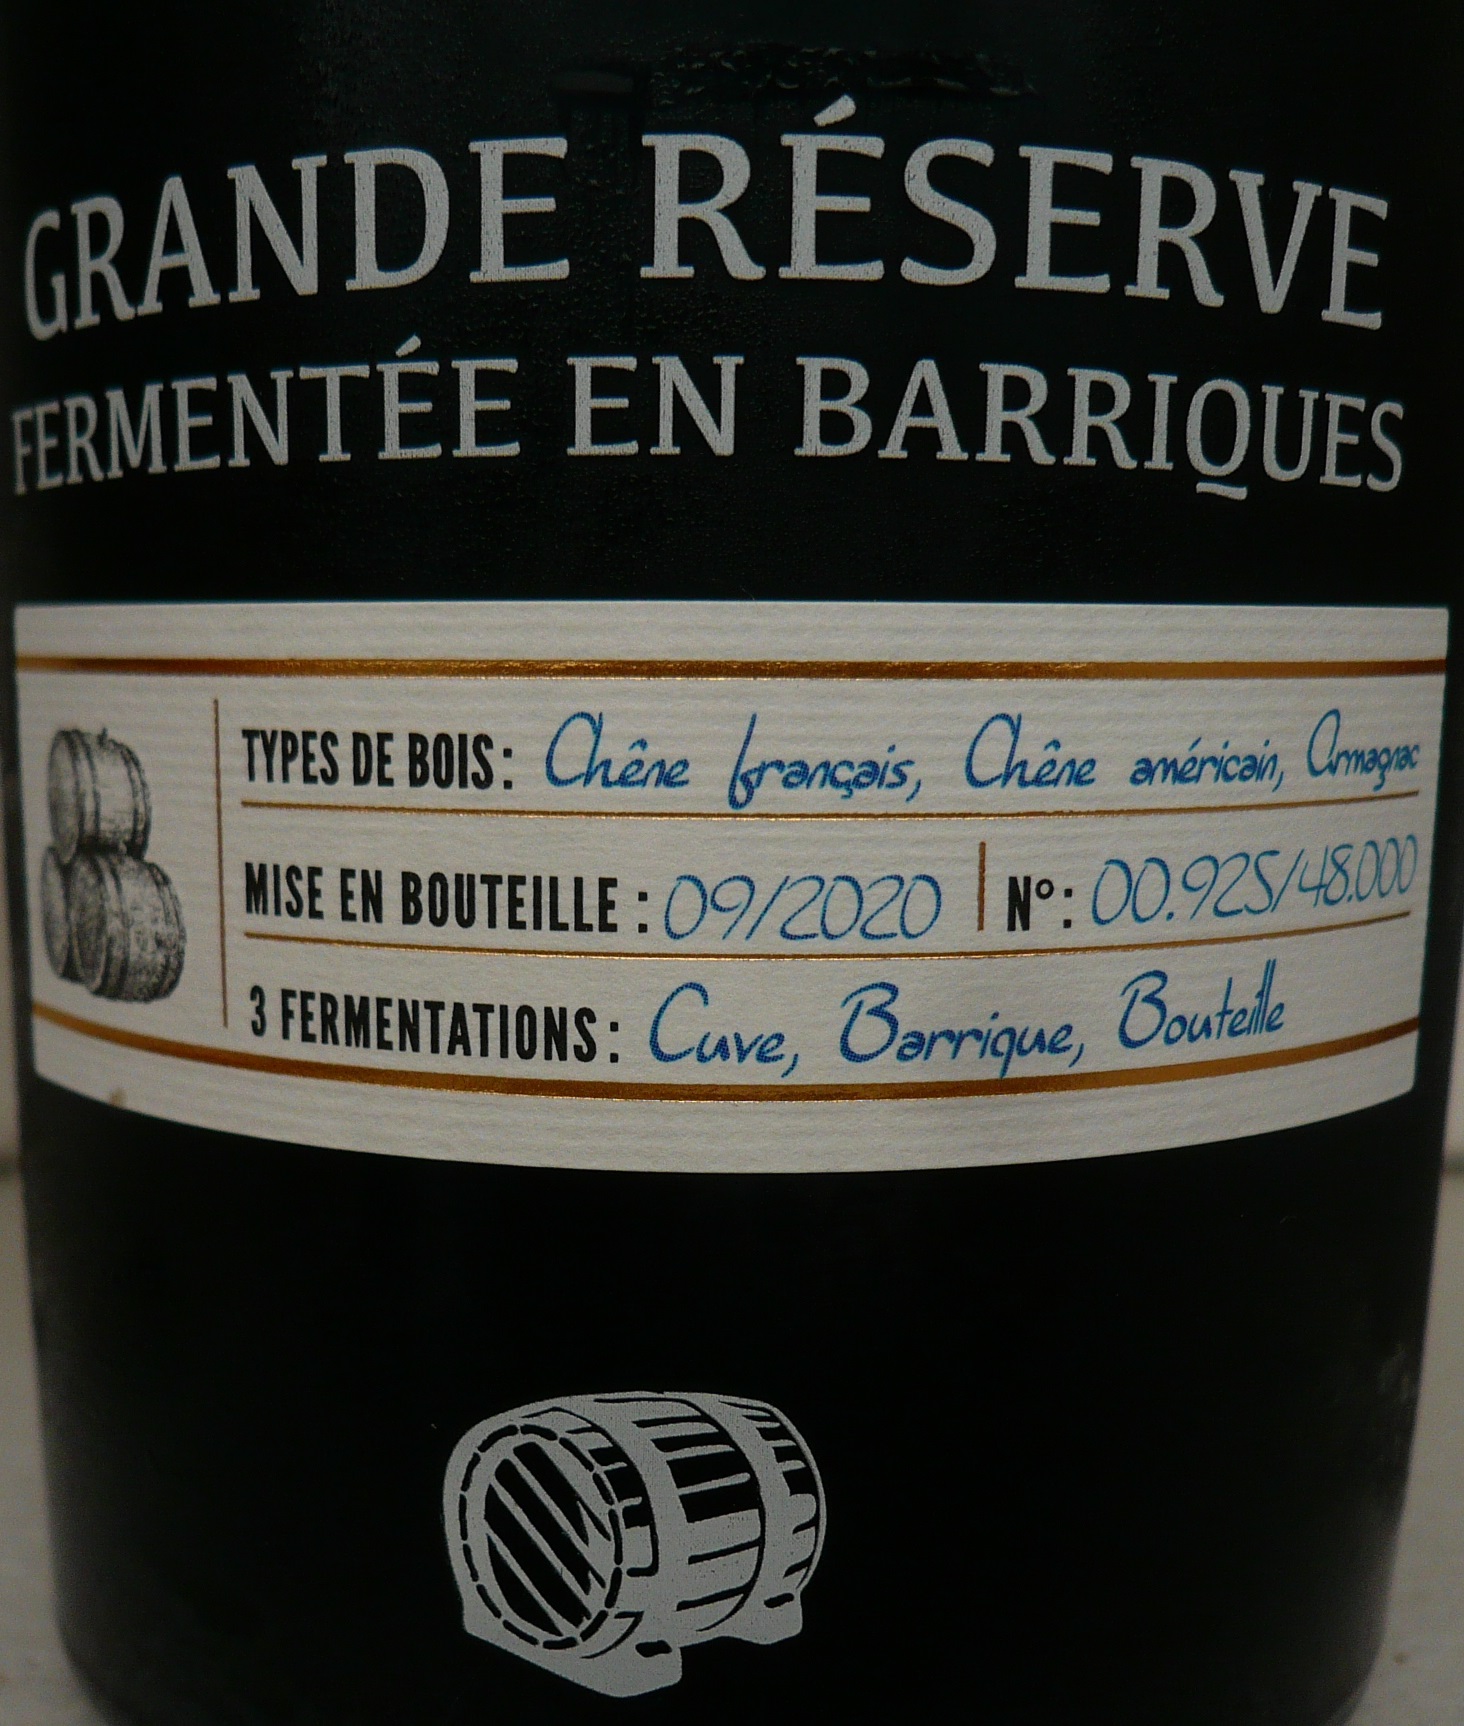 GRANDE RÉSERVE
FERMENTÉE EN BARRIQUES
TYPES DE BOIS: Chêne français, Chêne américain, Armagnac
MISE EN BOUTEILLE: 09/2020 N°: 00.925/48.000
3 FERMENTATIONS: Cuve, Barrique, Bouteille